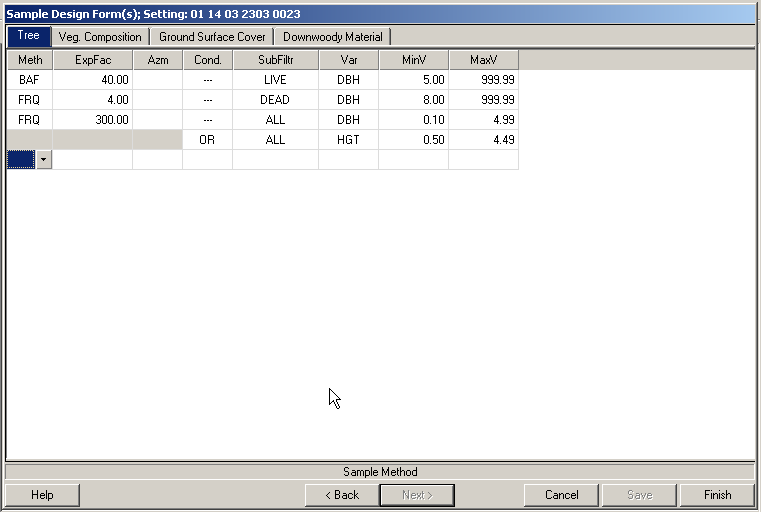 Sample Design Form(s); Setting: 01 14 03 2303 0023
Tree Veg. Composition Ground Surface Cover Downwoody Material
Meth ExpFac Azm Cond. SubFiltr Var MinV MaxV
BAF 40.00 --- LIVE DBH 5.00 999.99
FRQ 4.00 --- DEAD DBH 8.00 999.99
FRQ 300.00 --- ALL DBH 0.10 4.99
OR ALL HGT 0.50 4.49
Sample Method
Help < Back Next > Cancel Save Finish